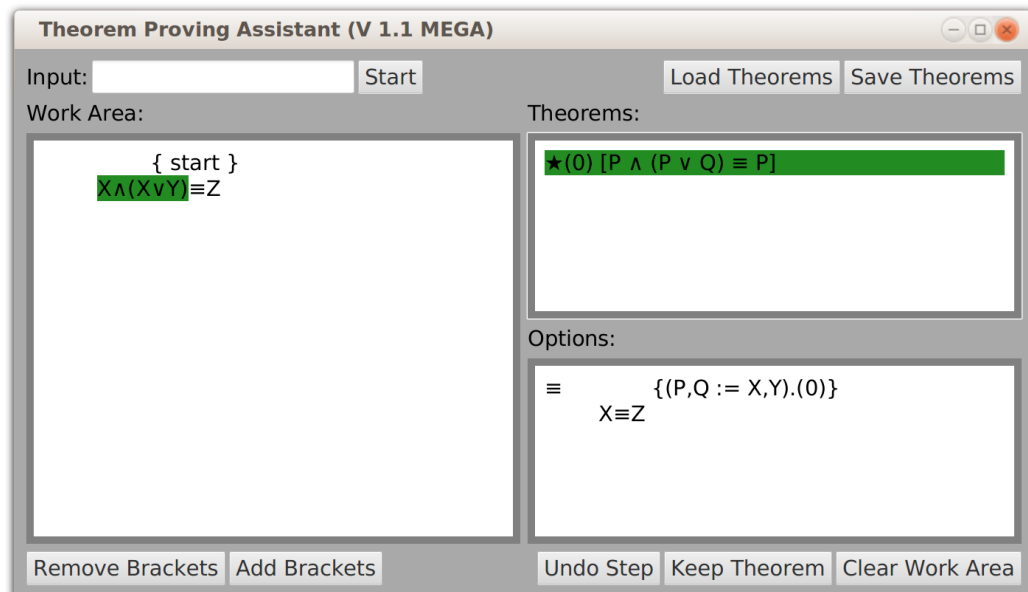 Theorem Proving Assistant (V 1.1 MEGA)
Input: Start Load Theorems Save Theorems
Work Area:
{ start }
X∧(X∨Y)≡Z
Theorems:
★(0) [P ∧ (P ∨ Q) ≡ P]
Options:
≡ {(P,Q := X,Y).(0)}
X≡Z
Remove Brackets Add Brackets Undo Step Keep Theorem Clear Work Area